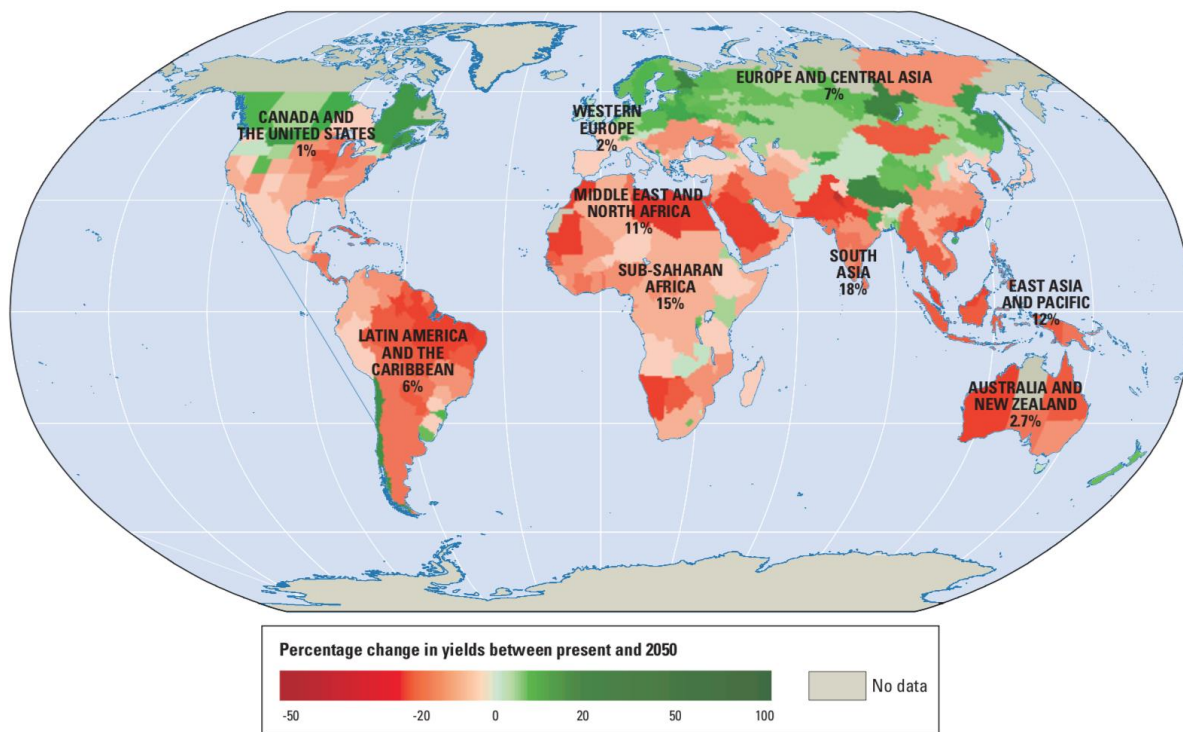 EUROPE AND CENTRAL ASIA
7%
CANADA AND
THE UNITED STATES
1%
WESTERN
EUROPE
2%
MIDDLE EAST AND
NORTH AFRICA
11%
SUB-SAHARAN
AFRICA
15%
SOUTH
ASIA
18%
EAST ASIA
AND PACIFIC
12%
LATIN AMERICA
AND THE
CARIBBEAN
6%
AUSTRALIA AND
NEW ZEALAND
2.7%
Percentage change in yields between present and 2050
No data
-50 -20 0 20 50 100